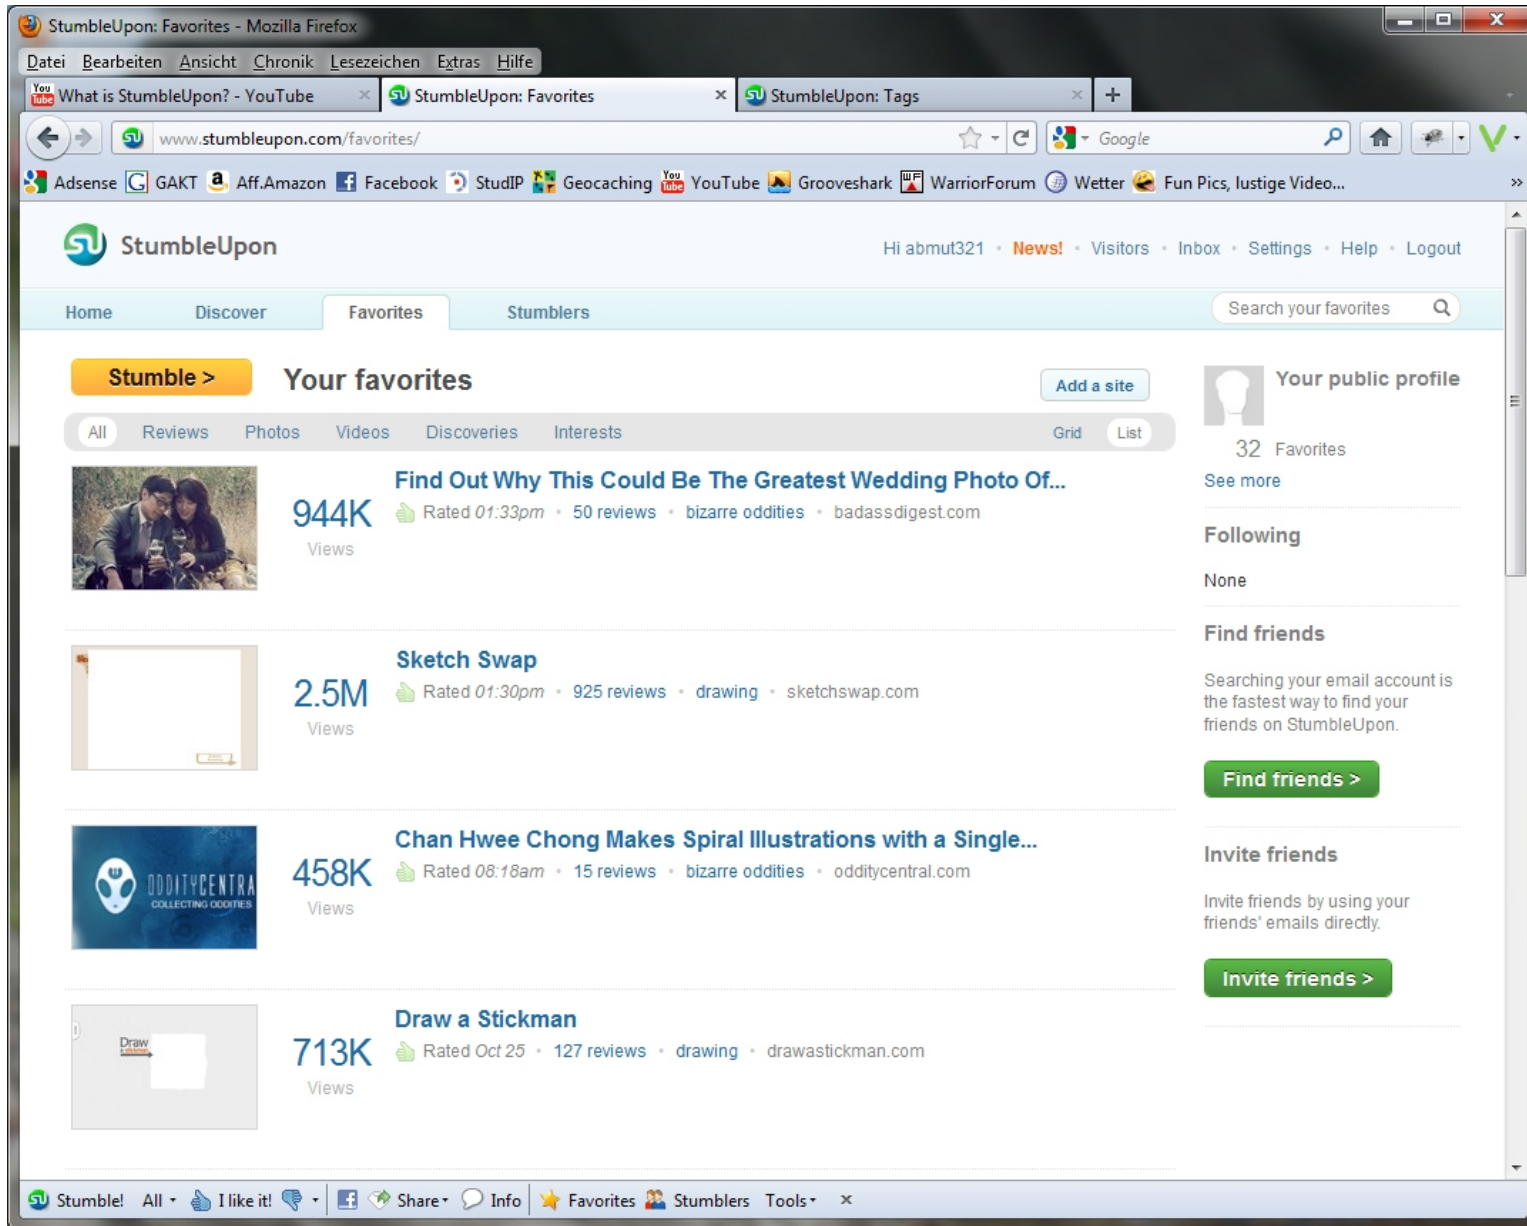 StumbleUpon: Favorites - Mozilla Firefox
Datei Bearbeiten Ansicht Chronik Lesezeichen Extras Hilfe
You Tube What is StumbleUpon? - YouTube × StumbleUpon: Favorites × StumbleUpon: Tags × +
www.stumbleupon.com/favorites/ Google
Adsense GAKT Aff.Amazon Facebook StudIP Geocaching You Tube YouTube Grooveshark WF WarriorForum Wetter Fun Pics, lustige Video... »
StumbleUpon Hi abmut321 • News! • Visitors • Inbox • Settings • Help • Logout
Home Discover Favorites Stumblers Search your favorites
Stumble > Your favorites Add a site
All Reviews Photos Videos Discoveries Interests Grid List
Your public profile
32 Favorites
See more
Following
None
Find friends
Searching your email account is
the fastest way to find your
friends on StumbleUpon.
Find friends >
Invite friends
Invite friends by using your
friends' emails directly.
Invite friends >
Find Out Why This Could Be The Greatest Wedding Photo Of...
944K Views
Rated 01:33pm • 50 reviews • bizarre oddities • badassdigest.com
Sketch Swap
2.5M Views
Rated 01:30pm • 925 reviews • drawing • sketchswap.com
ODDITYCENTRA
COLLECTING ODDITIES
Chan Hwee Chong Makes Spiral Illustrations with a Single...
458K Views
Rated 08:18am • 15 reviews • bizarre oddities • odditycentral.com
Draw
Draw a Stickman
713K Views
Rated Oct 25 • 127 reviews • drawing • drawastickman.com
Stumble! All I like it! Share Info Favorites Stumblers Tools ×